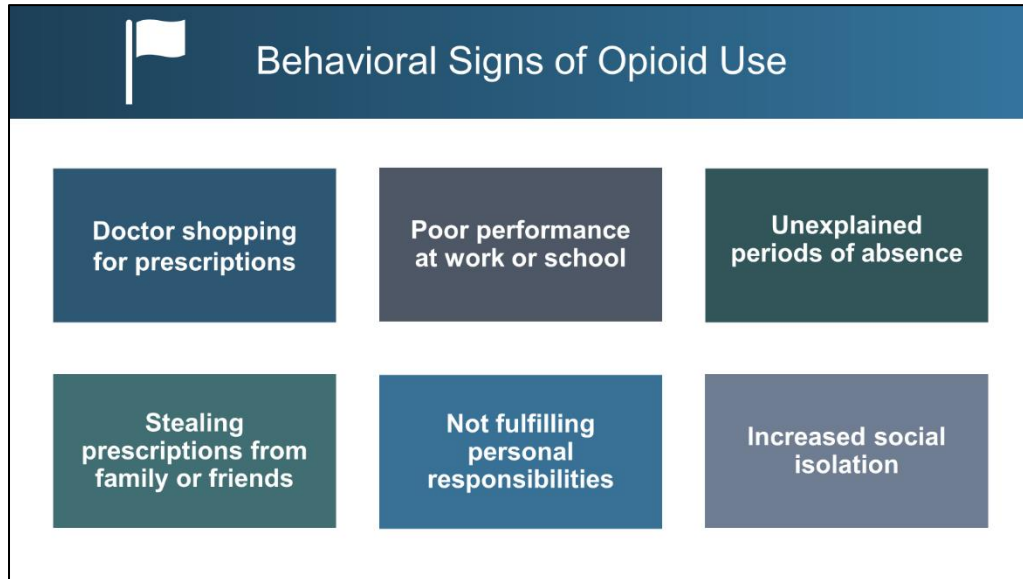 Behavioral Signs of Opioid Use
Doctor shopping
for prescriptions
Poor performance
at work or school
Unexplained
periods of absence
Stealing
prescriptions from
family or friends
Not fulfilling
personal
responsibilities
Increased social
isolation